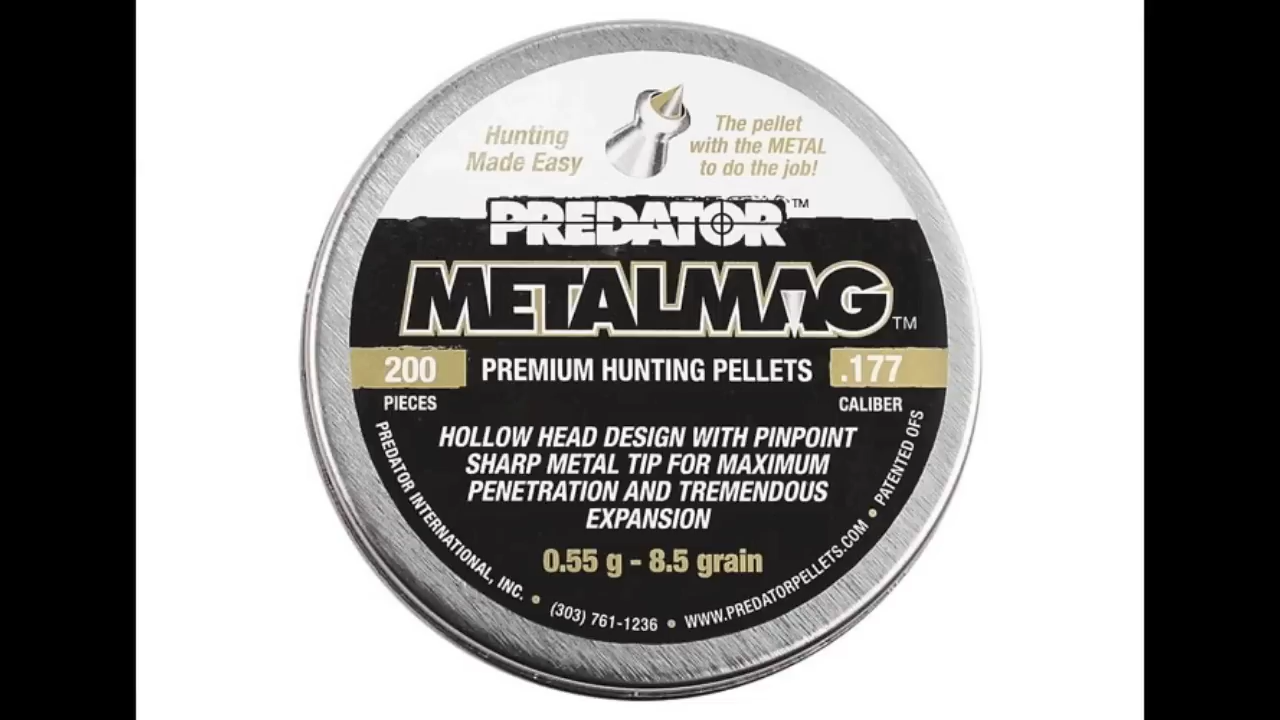 Hunting
Made Easy
The pellet
with the METAL
to do the job!
PREDATOR™
METALMAG™
200
PIECES
PREMIUM HUNTING PELLETS
.177
CALIBER
HOLLOW HEAD DESIGN WITH PINPOINT
SHARP METAL TIP FOR MAXIMUM
PENETRATION AND TREMENDOUS
EXPANSION
0.55 g - 8.5 grain
PREDATOR INTERNATIONAL, INC. • (303) 761-1236 • WWW.PREDATORPELLETS.COM • PATENTED OFS